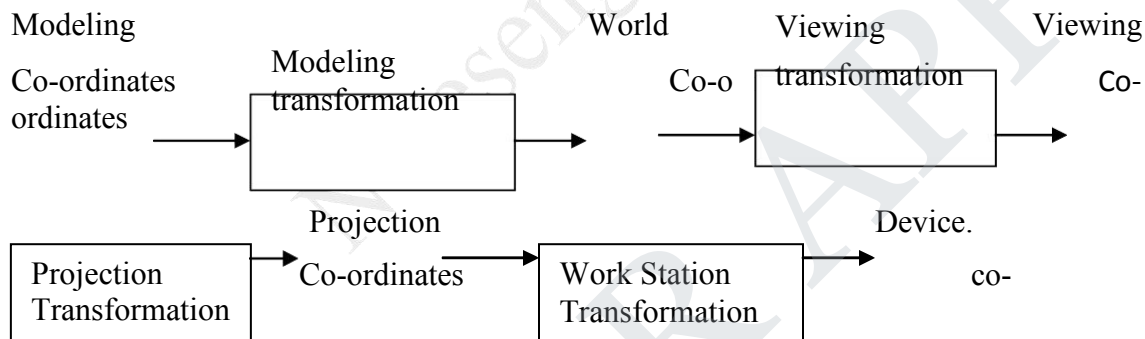 Modeling World Viewing Viewing
Modeling
transformation
transformation
Co-ordinates Co-o Co-
ordinates
Projection Device.
Co-ordinates co-
Projection
Transformation
Work Station
Transformation